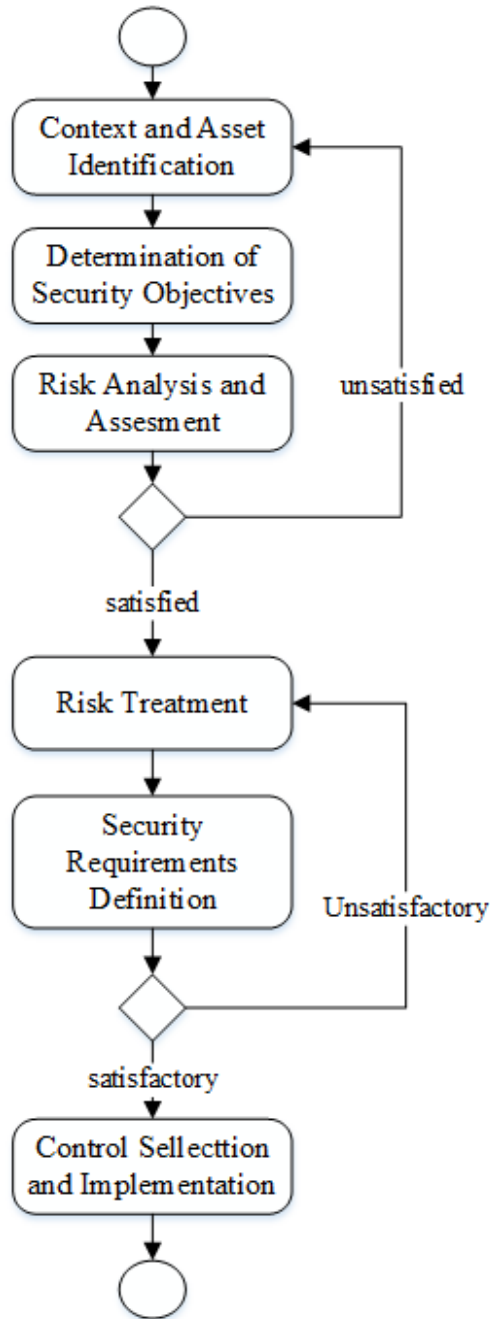 Context and Asset
Identification
Determination of
Security Objectives
Risk Analysis and
Assesment
unsatisfied
satisfied
Risk Treatment
Security
Requirements
Definition
Unsatisfactory
satisfactory
Control Sellecttion
and Implementation